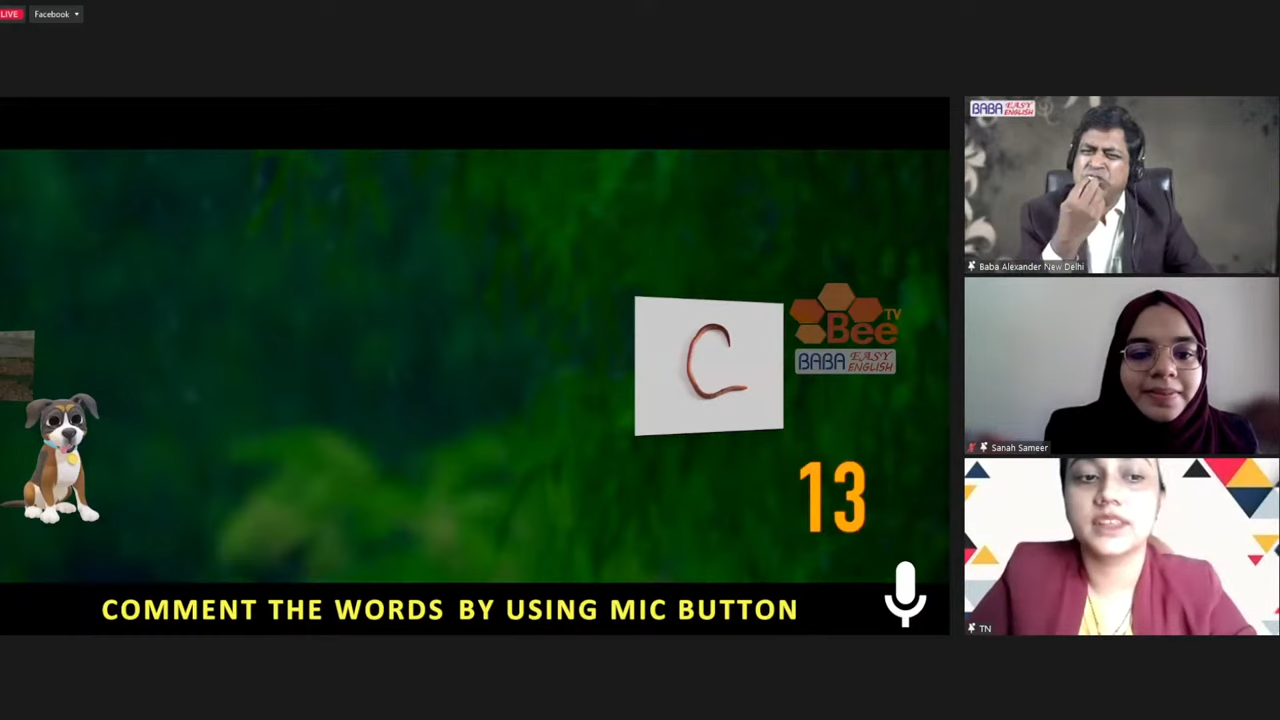 LIVE
Facebook
BABA EASY ENGLISH
Baba Alexander New Delhi
Bee TV
BABA EASY ENGLISH
Sanah Sameer
13
COMMENT THE WORDS BY USING MIC BUTTON
TN